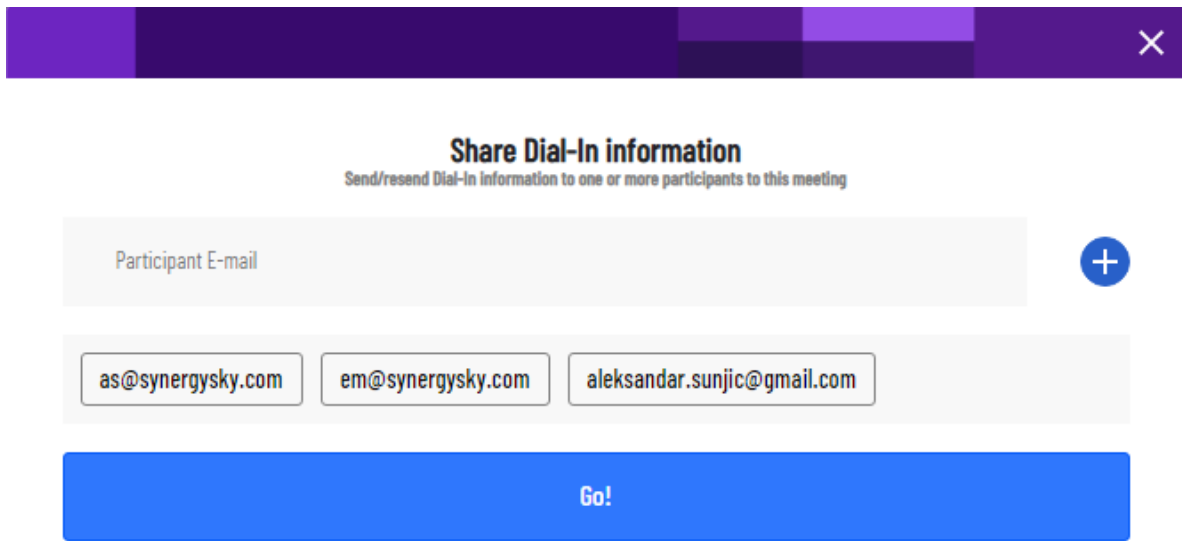 Share Dial-In information
Send/resend Dial-In information to one or more participants to this meeting
Participant E-mail
as@synergysky.com em@synergysky.com aleksandar.sunjic@gmail.com
Go!